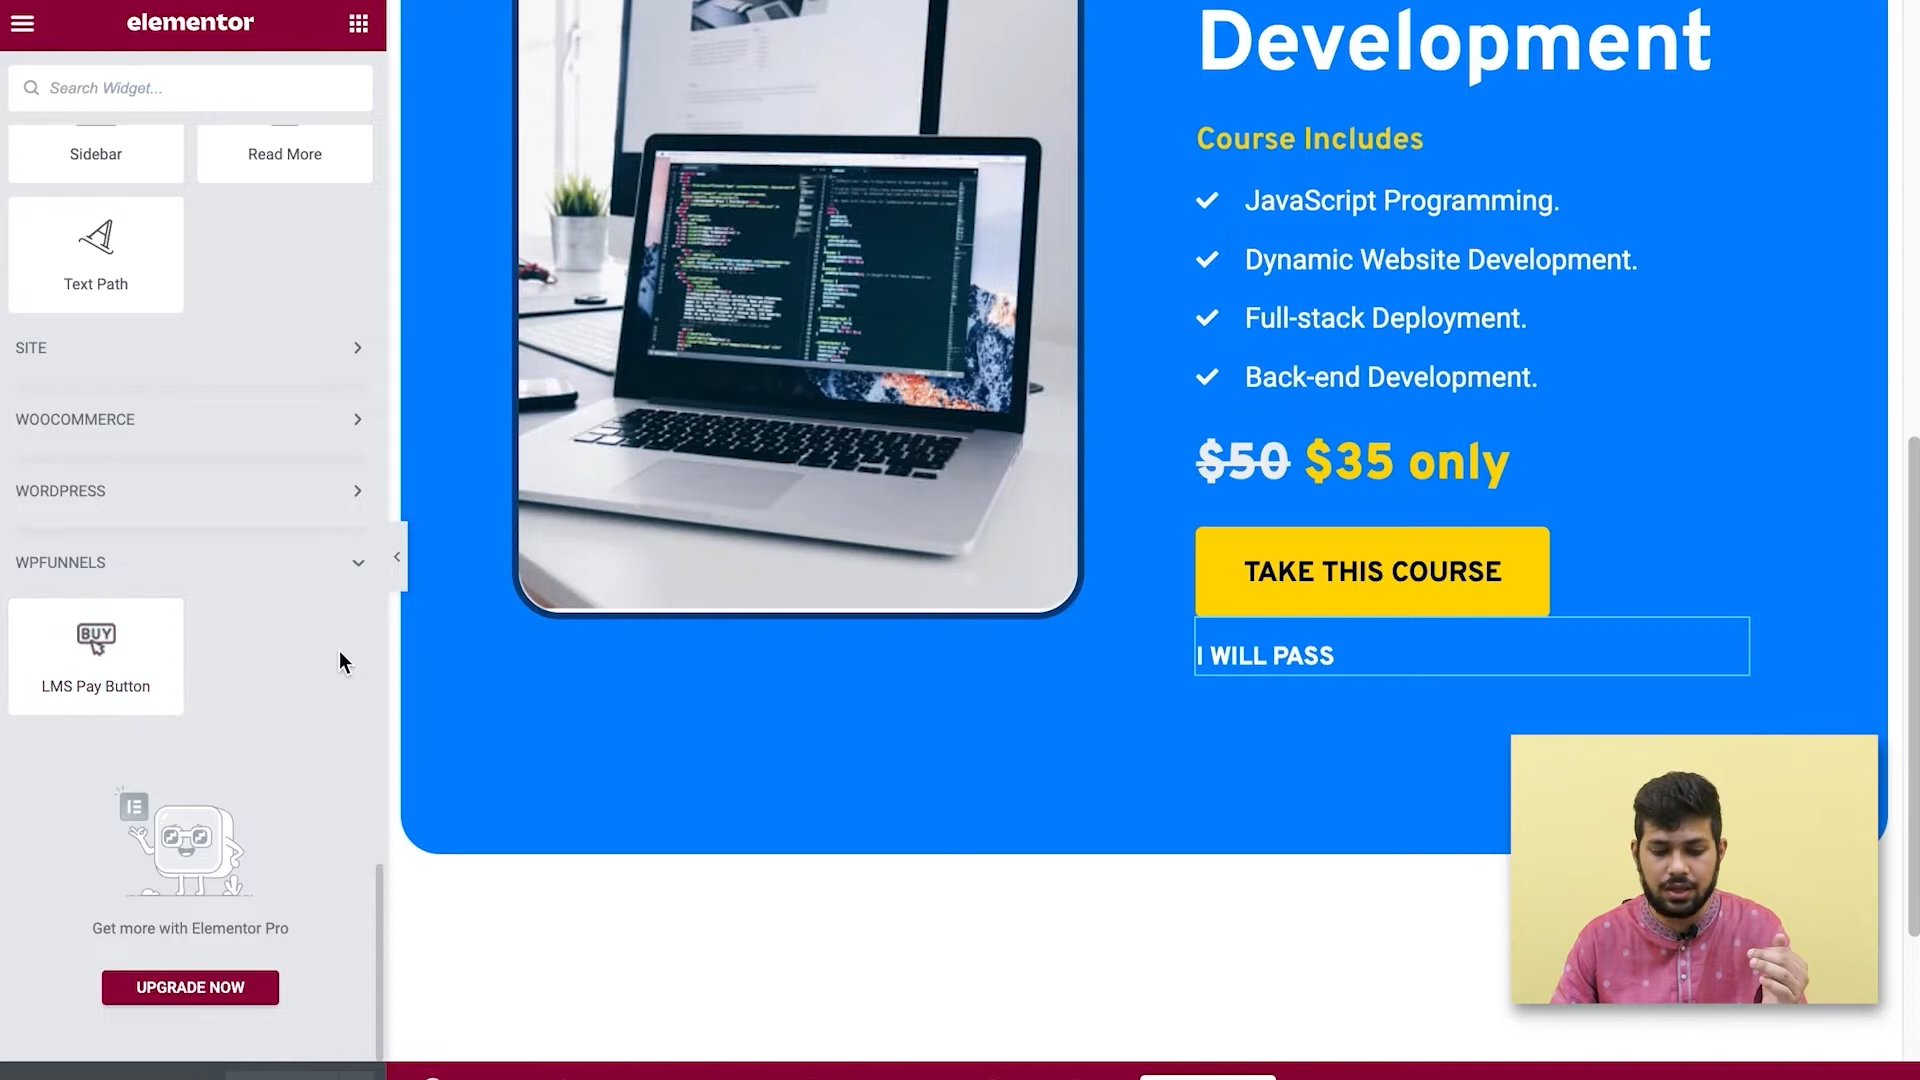 elementor
Search Widget...
Sidebar
Read More
Text Path
SITE
WOOCOMMERCE
WORDPRESS
WPFUNNELS
BUY
LMS Pay Button
Get more with Elementor Pro
UPGRADE NOW
Development
Course Includes
JavaScript Programming.
Dynamic Website Development.
Full-stack Deployment.
Back-end Development.
$50 $35 only
TAKE THIS COURSE
I WILL PASS